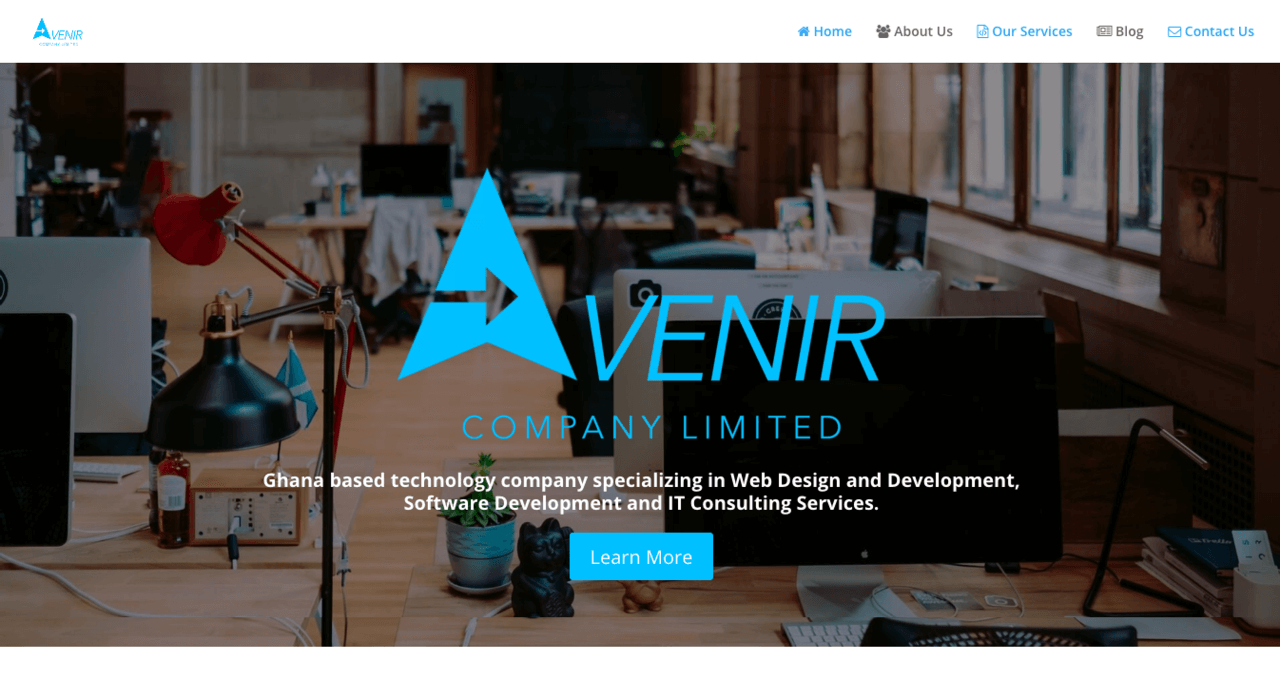 AVENIR
COMPANY LIMITED
Home
About Us
Our Services
Blog
Contact Us
AVENIR
COMPANY LIMITED
Ghana based technology company specializing in Web Design and Development,
Software Development and IT Consulting Services.
Learn More